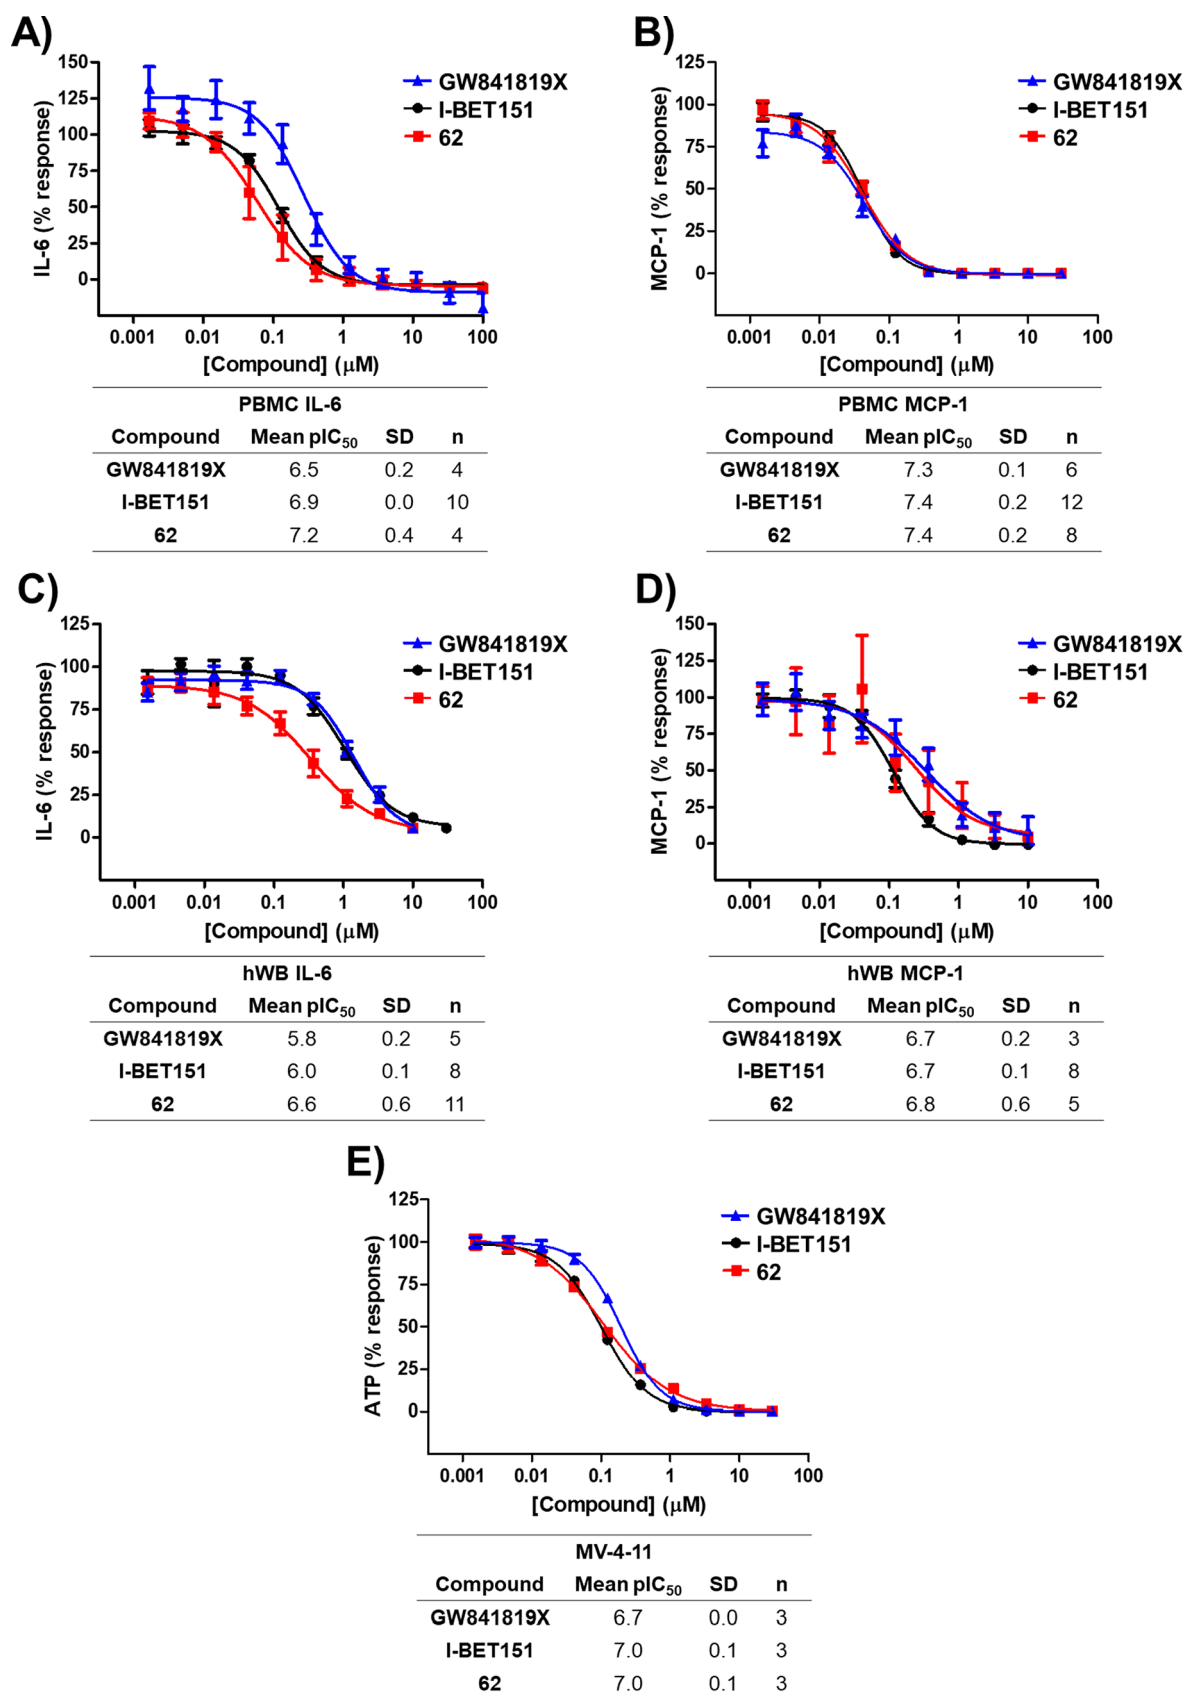 A)
150
125
100
75
50
25
0
IL-6 (% response)
0.001 0.01 0.1 1 10 100
[Compound] (μM)
GW841819X
I-BET151
62
PBMC IL-6
Compound Mean pIC50 SD n
GW841819X 6.5 0.2 4
I-BET151 6.9 0.0 10
62 7.2 0.4 4
B)
125
100
75
50
25
0
MCP-1 (% response)
0.001 0.01 0.1 1 10 100
[Compound] (μM)
GW841819X
I-BET151
62
PBMC MCP-1
Compound Mean pIC50 SD n
GW841819X 7.3 0.1 6
I-BET151 7.4 0.2 12
62 7.4 0.2 8
C)
125
100
75
50
25
0
IL-6 (% response)
0.001 0.01 0.1 1 10 100
[Compound] (μM)
GW841819X
I-BET151
62
hWB IL-6
Compound Mean pIC50 SD n
GW841819X 5.8 0.2 5
I-BET151 6.0 0.1 8
62 6.6 0.6 11
D)
150
125
100
75
50
25
0
MCP-1 (% response)
0.001 0.01 0.1 1 10 100
[Compound] (μM)
GW841819X
I-BET151
62
hWB MCP-1
Compound Mean pIC50 SD n
GW841819X 6.7 0.2 3
I-BET151 6.7 0.1 8
62 6.8 0.6 5
E)
125
100
75
50
25
0
ATP (% response)
0.001 0.01 0.1 1 10 100
[Compound] (μM)
GW841819X
I-BET151
62
MV-4-11
Compound Mean pIC50 SD n
GW841819X 6.7 0.0 3
I-BET151 7.0 0.1 3
62 7.0 0.1 3